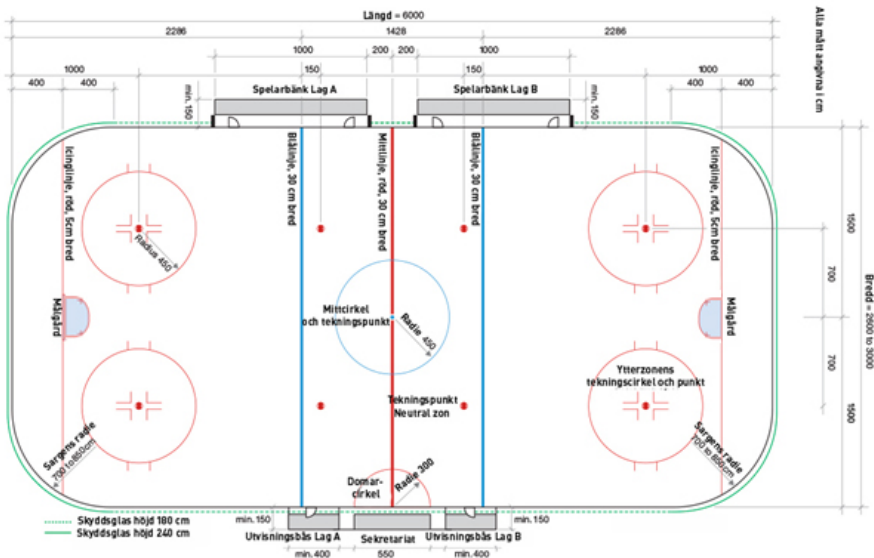 Längd = 6000
2286
1428
2286
1000
200
200
1000
1000
150
150
1000
400
400
400
400
min. 150
min. 150
Alla mått angivna i cm
Spelarbänk Lag A
Spelarbänk Lag B
Icinglinje, röd, 5cm bred
Blålinje, 30 cm bred
Mittlinje, röd, 30 cm bred
Blålinje, 30 cm bred
Icinglinje, röd, 5cm bred
1500
Radius 450
700
Bredd = 2600 to 3000
Målgård
Mittcirkel
och tekningspunkt
Radie 450
Målgård
700
Ytterzonens
tekningscirkel och punkt
Tekningspunkt
Neutral zon
1500
Sargens radie
700 to 850cm
Domar-
cirkel
Radie 300
Sargens radie
700 to 850cm
Skyddsglas höjd 180 cm
Skyddsglas höjd 240 cm
min.150
min.150
Utvisningsbås Lag A
Sekretariat
Utvisningsbås Lag B
min.400
550
min.400